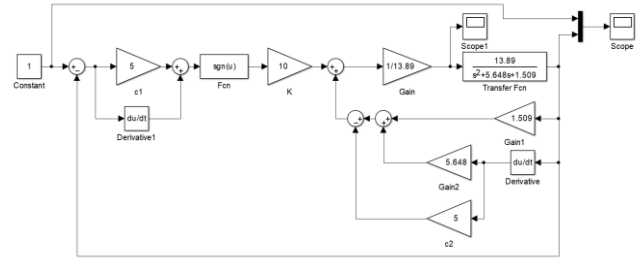 Scope1
Scope
1
Constant
5
c1
sgn(u)
Fcn
10
K
1/13.89
Gain
13.89
s²+5.648s+1.509
Transfer Fcn
du/dt
Derivative1
1.509
Gain1
5.648
Gain2
du/dt
Derivative
5
c2